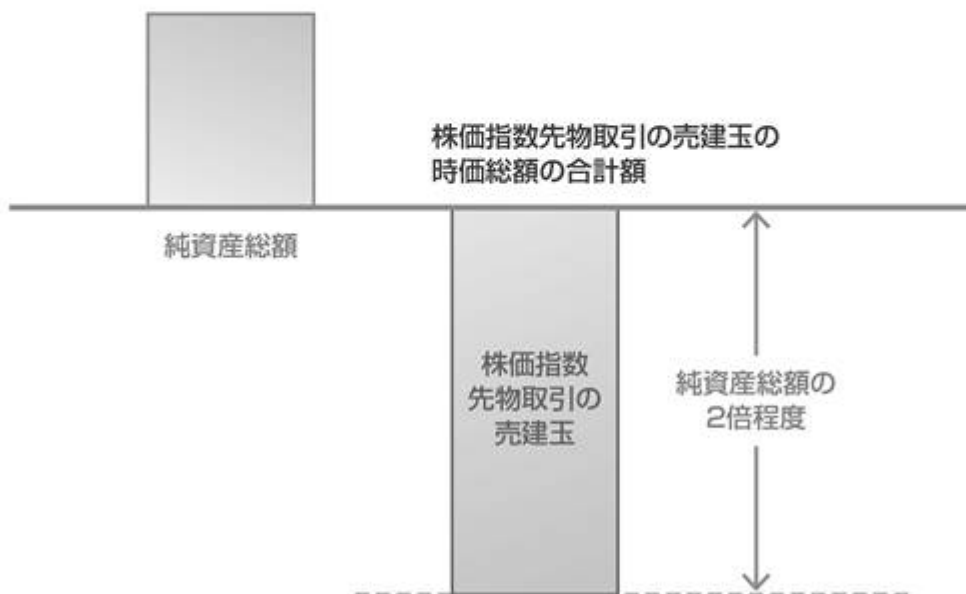 株価指数先物取引の売建玉の
時価総額の合計額
純資産総額
株価指数
先物取引の
売建玉
純資産総額の
2倍程度